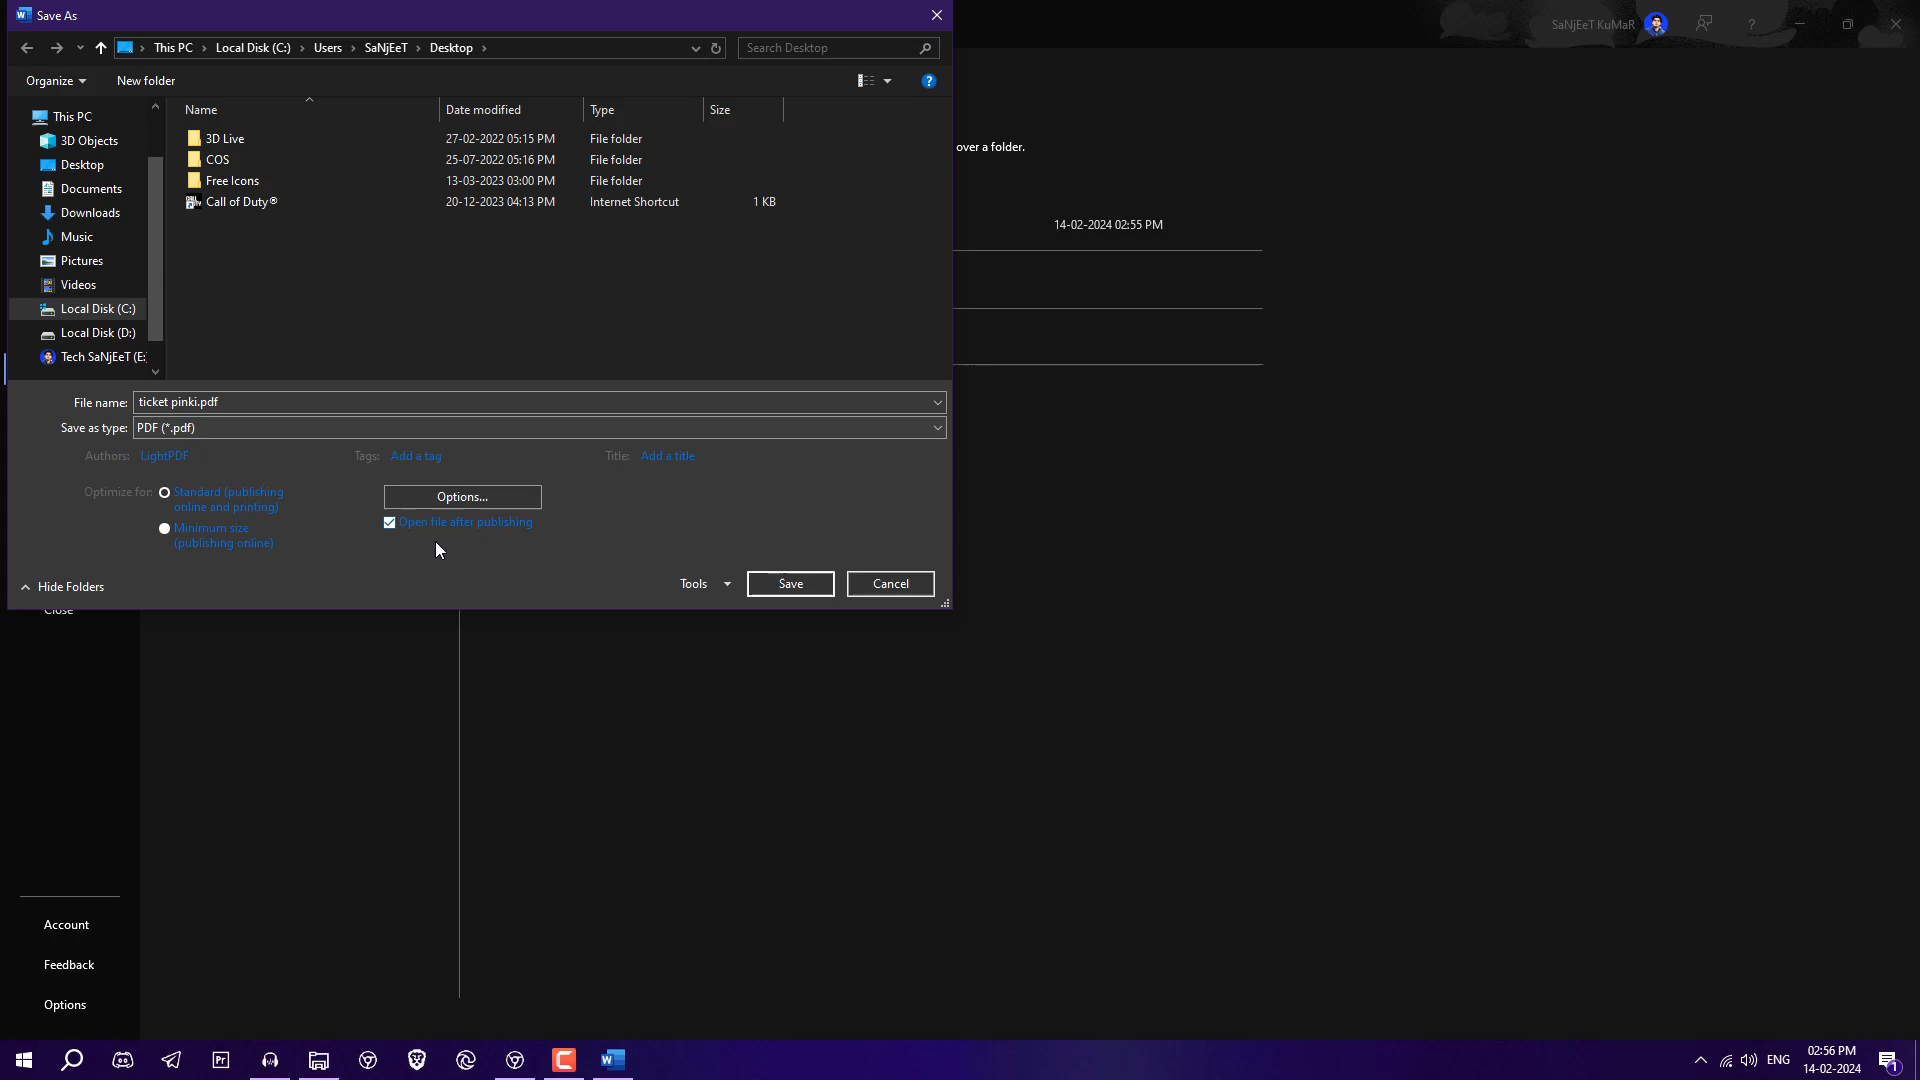 Save As
SaNjEeT KuMaR
?
This PC
Local Disk (C:)
Users
SaNjEeT
Desktop
Search Desktop
Organize
New folder
?
This PC
3D Objects
Desktop
Documents
Downloads
Music
Pictures
Videos
Local Disk (C:)
Local Disk (D:)
Tech SaNjEeT (E:
Name Date modified Type Size
3D Live 27-02-2022 05:15 PM File folder
COS 25-07-2022 05:16 PM File folder
Free Icons 13-03-2023 03:00 PM File folder
Call of Duty® 20-12-2023 04:13 PM Internet Shortcut 1 KB
over a folder.
14-02-2024 02:55 PM
File name: ticket pinki.pdf
Save as type: PDF (*.pdf)
Authors: LightPDF Tags: Add a tag Title: Add a title
Optimize for: Standard (publishing
online and printing)
Minimum size
(publishing online)
Options...
Open file after publishing
Hide Folders
Tools
Save
Cancel
Close
Account
Feedback
Options
Pr
W
ENG
02:56 PM
14-02-2024
1